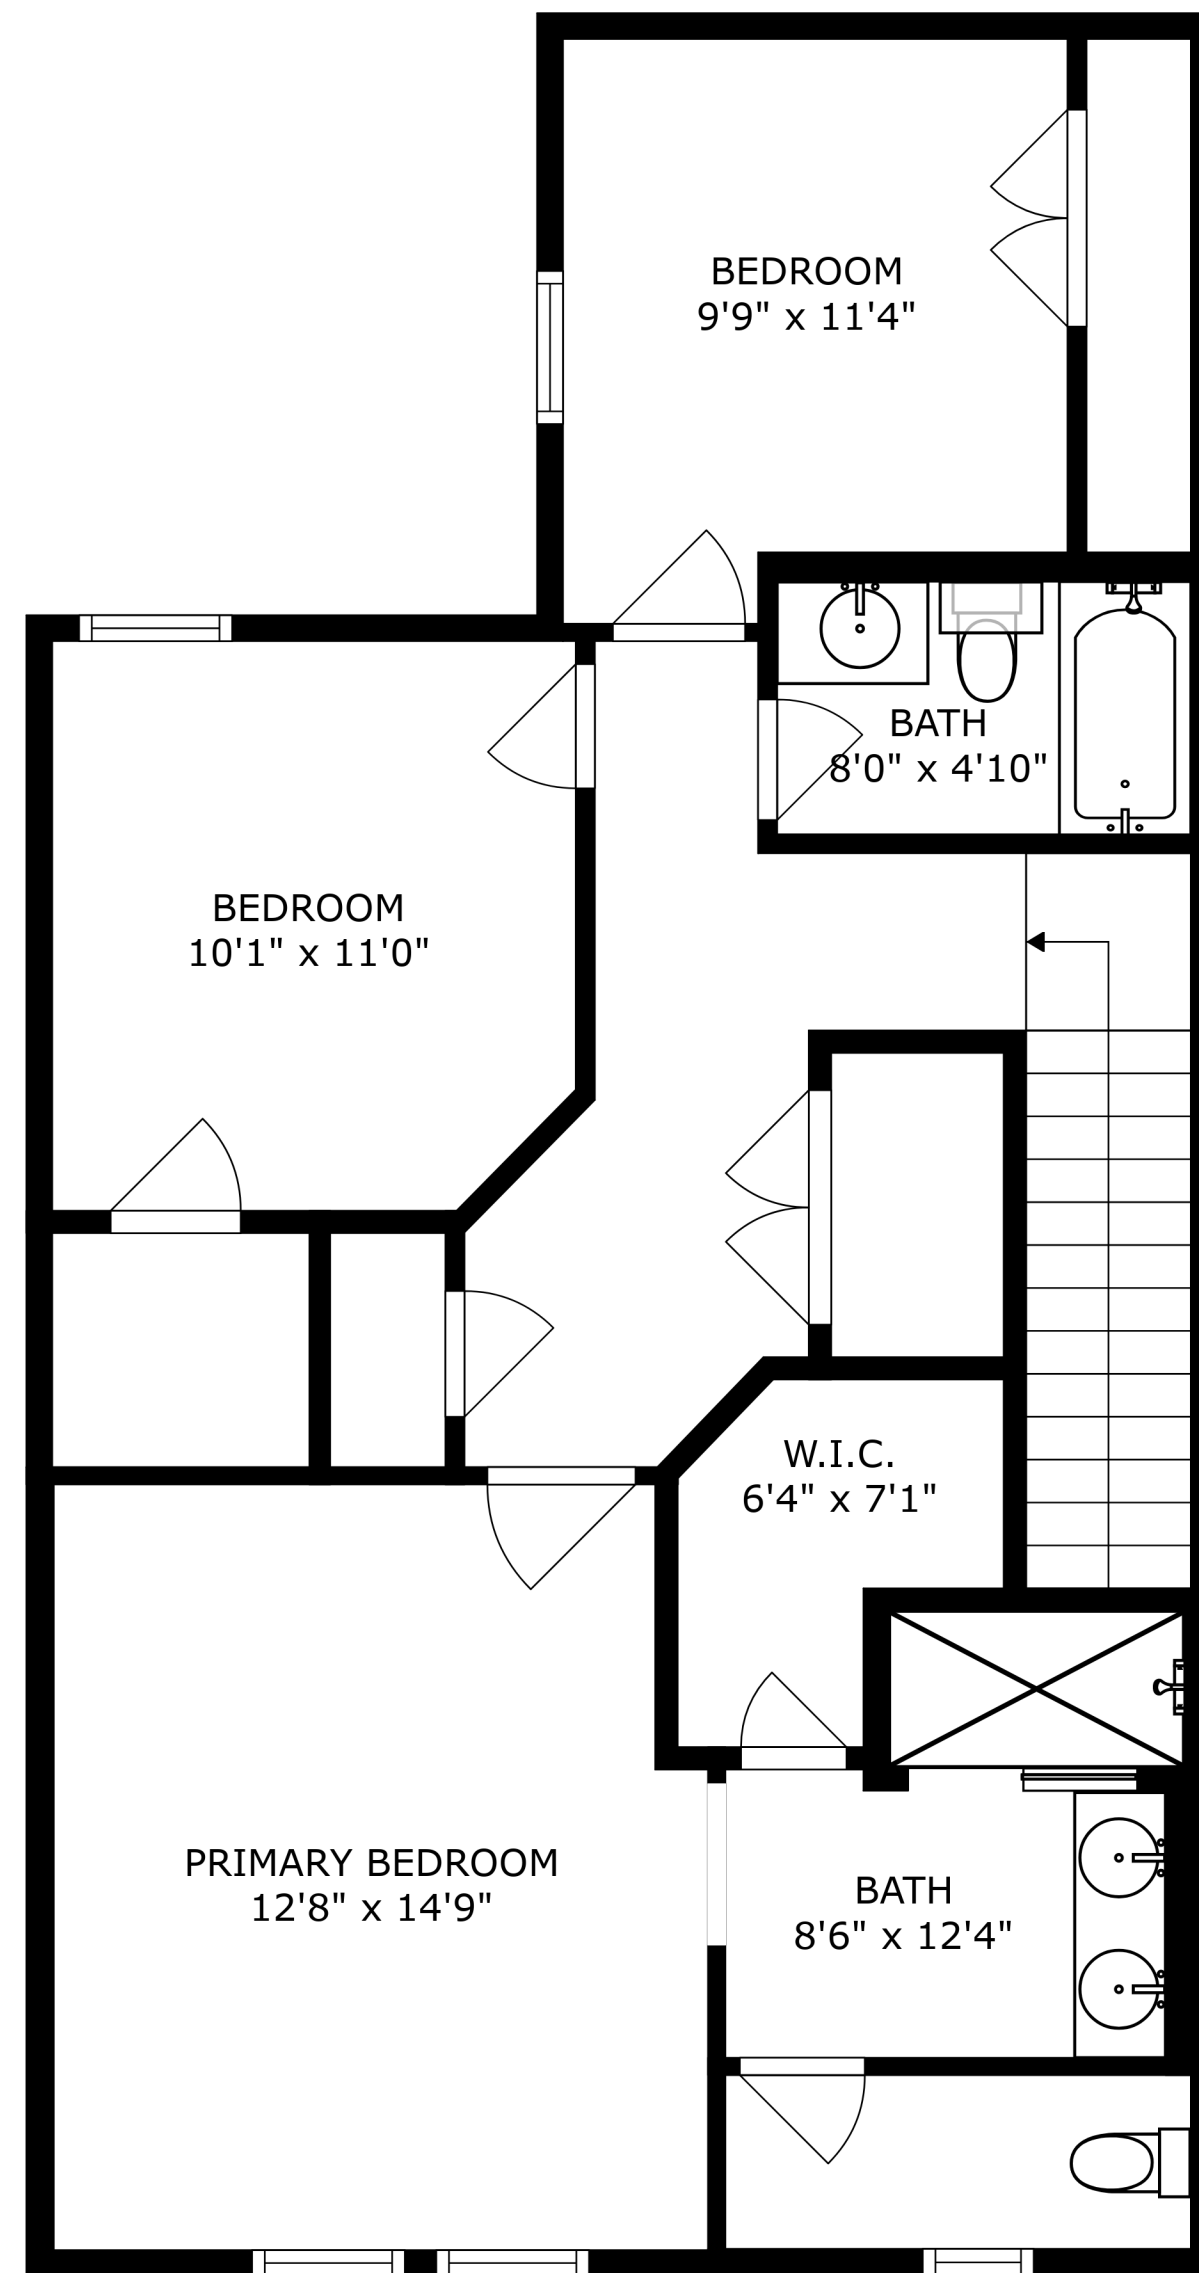 BEDROOM
9'9" x 11'4"
BATH
8'0" x 4'10"
BEDROOM
10'1" x 11'0"
W.I.C.
6'4" x 7'1"
PRIMARY BEDROOM
12'8" x 14'9"
BATH
8'6" x 12'4"